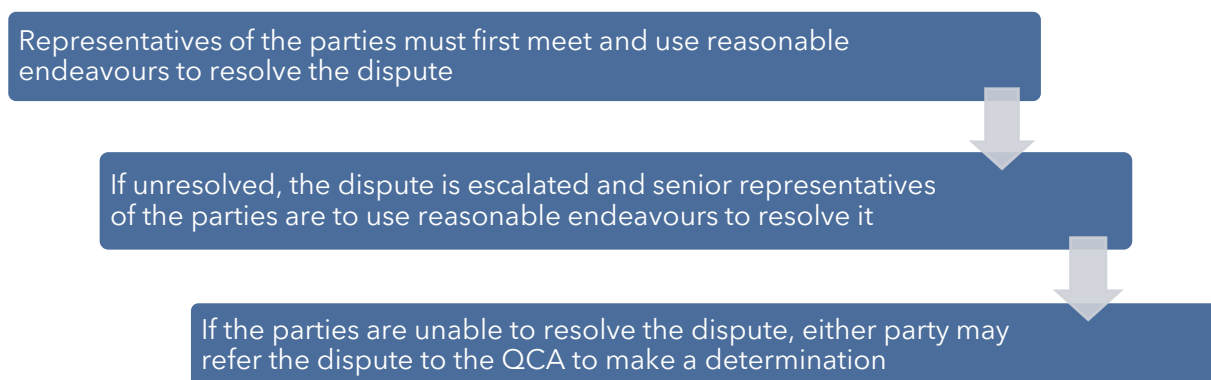 Representatives of the parties must first meet and use reasonable
endeavours to resolve the dispute
If unresolved, the dispute is escalated and senior representatives
of the parties are to use reasonable endeavours to resolve it
If the parties are unable to resolve the dispute, either party may
refer the dispute to the QCA to make a determination